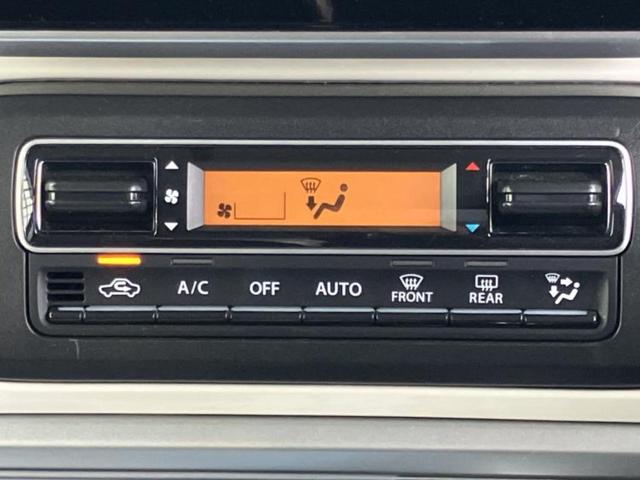 A/C OFF AUTO FRONT REAR